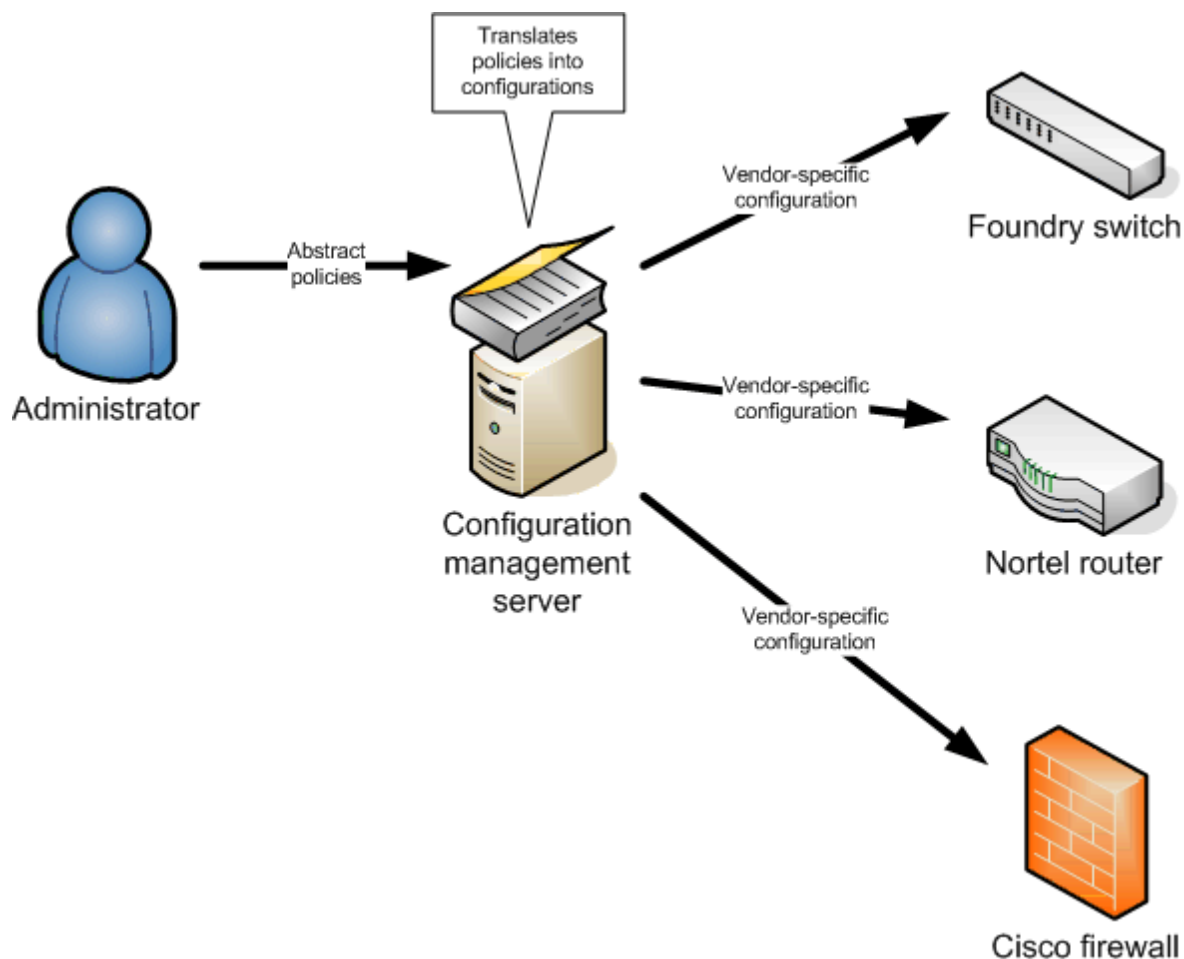 Translates
policies into
configurations
Abstract
policies
Administrator
Configuration
management
server
Vendor-specific
configuration
Foundry switch
Vendor-specific
configuration
Nortel router
Vendor-specific
configuration
Cisco firewall